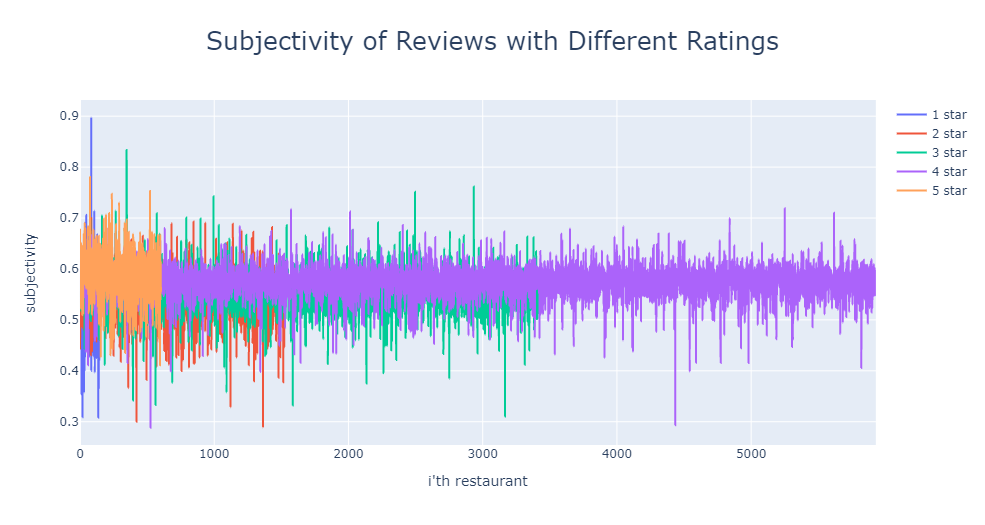 Subjectivity of Reviews with Different Ratings
0.9
0.8
0.7
0.6
0.5
0.4
0.3
subjectivity
0
1000
2000
3000
4000
5000
i'th restaurant
1 star
2 star
3 star
4 star
5 star